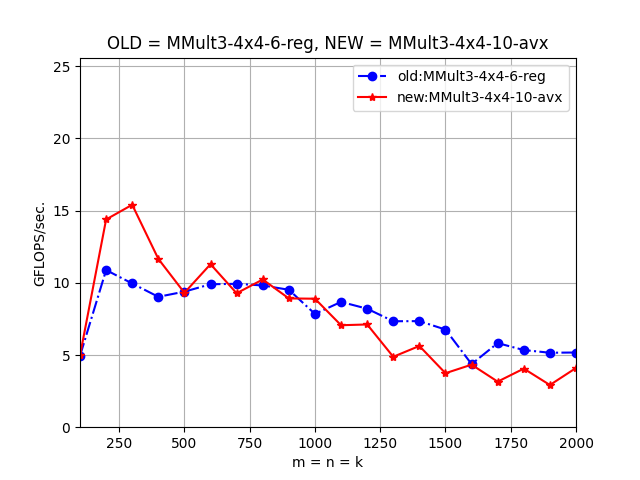 OLD = MMult3-4x4-6-reg, NEW = MMult3-4x4-10-avx
old:MMult3-4x4-6-reg
new:MMult3-4x4-10-avx
25
20
15
10
5
0
GFLOPS/sec.
250 500 750 1000 1250 1500 1750 2000
m = n = k